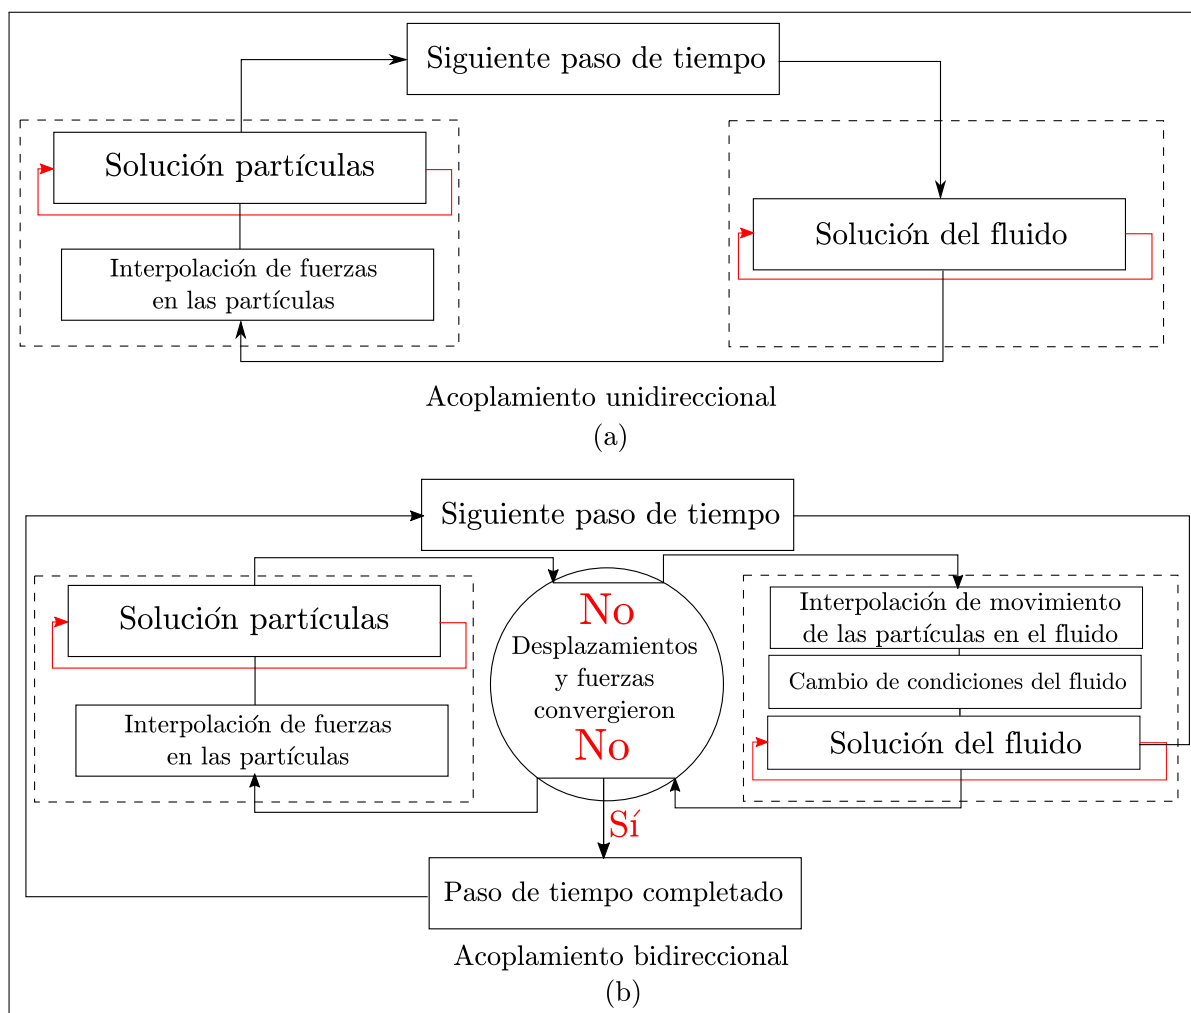 Siguiente paso de tiempo
Solución partículas
Interpolación de fuerzas
en las partículas
Solución del fluido
Acoplamiento unidireccional
(a)
Siguiente paso de tiempo
Solución partículas
Interpolación de fuerzas
en las partículas
No
Desplazamientos
y fuerzas
convergieron
No
Sí
Interpolación de movimiento
de las partículas en el fluido
Cambio de condiciones del fluido
Solución del fluido
Paso de tiempo completado
Acoplamiento bidireccional
(b)